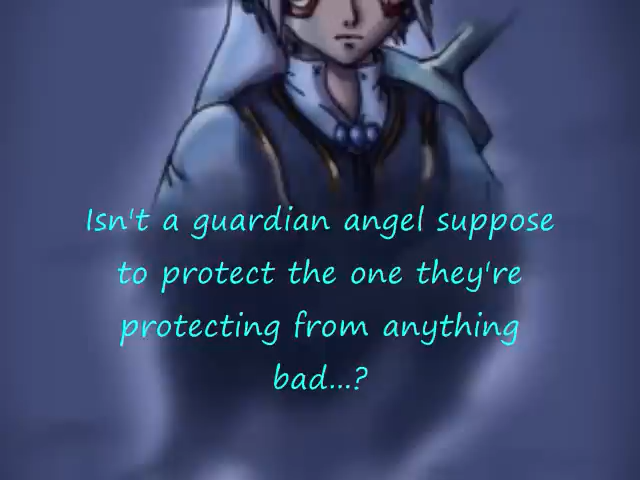 Isn't a guardian angel suppose
to protect the one they're
protecting from anything
bad...?